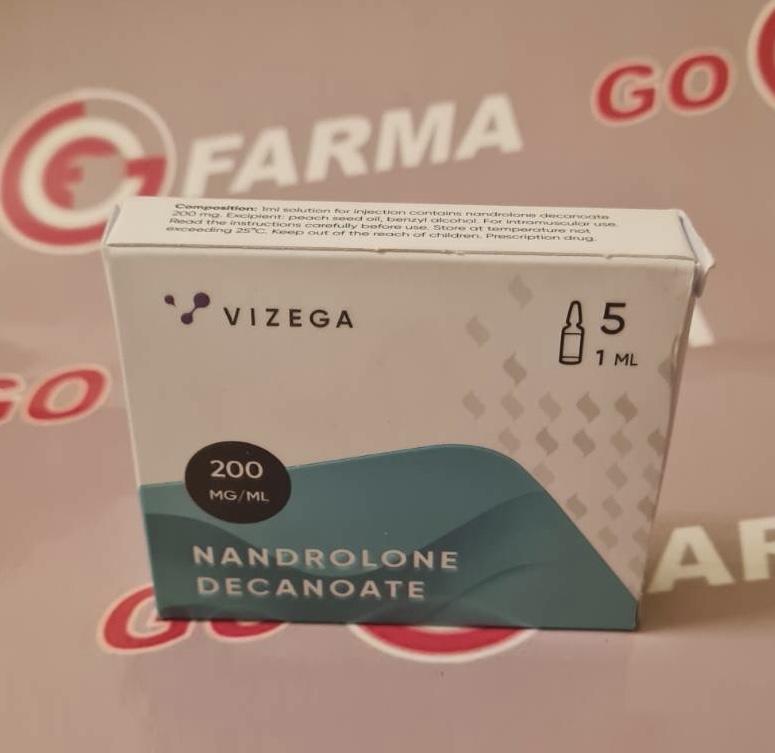 GO
FARMA
Composition: 1ml solution for injection contains nandrolone decanoate
200 mg. Excipient: peach seed oil, benzyl alcohol. For intramuscular use.
Read the instructions carefully before use. Store at temperature not
exceeding 25°C. Keep out of the reach of children. Prescription drug.
VIZEGA
5
1 ML
GO
200
MG/ML
NANDROLONE
DECANOATE